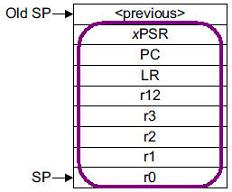 Old SP <previous>
xPSR
PC
LR
r12
r3
r2
r1
SP r0